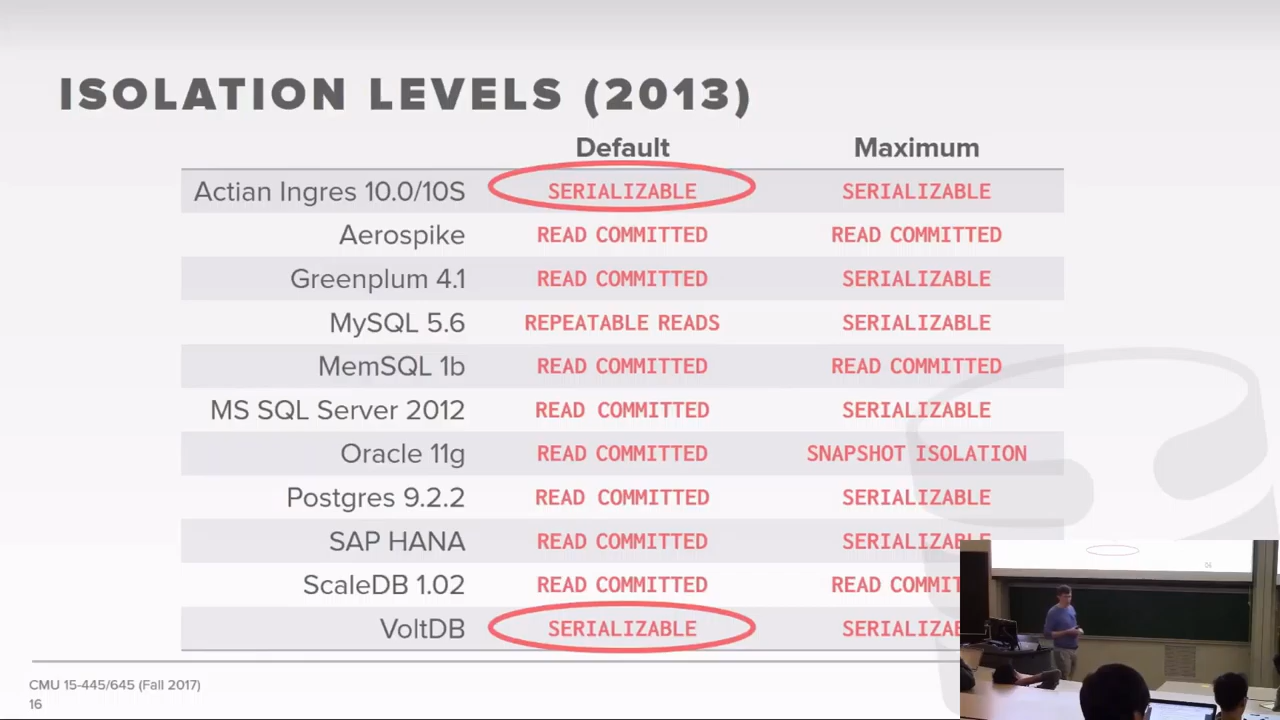 ISOLATION LEVELS (2013)
Default Maximum
Actian Ingres 10.0/10S SERIALIZABLE SERIALIZABLE
Aerospike READ COMMITTED READ COMMITTED
Greenplum 4.1 READ COMMITTED SERIALIZABLE
MySQL 5.6 REPEATABLE READS SERIALIZABLE
MemSQL 1b READ COMMITTED READ COMMITTED
MS SQL Server 2012 READ COMMITTED SERIALIZABLE
Oracle 11g READ COMMITTED SNAPSHOT ISOLATION
Postgres 9.2.2 READ COMMITTED SERIALIZABLE
SAP HANA READ COMMITTED SERIALIZABLE
ScaleDB 1.02 READ COMMITTED READ COMMIT
VoltDB SERIALIZABLE SERIALIZAB
CMU 15-445/645 (Fall 2017)
16